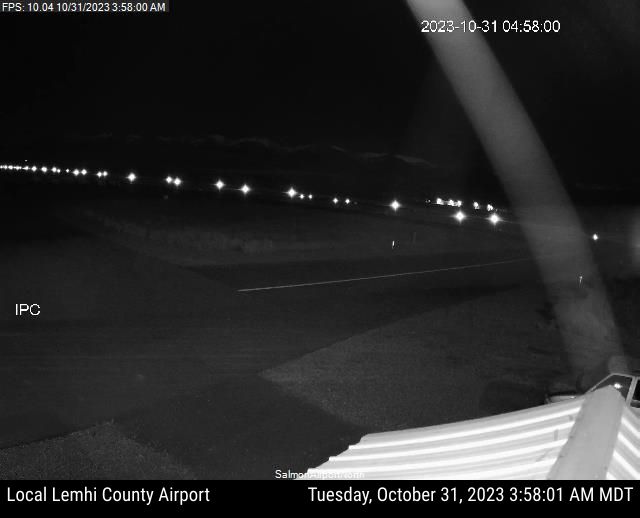 FPS: 10.04 10/31/2023 3:58:00 AM
2023-10-31 04:58:00
IPC
Local Lemhi County Airport
Tuesday, October 31, 2023 3:58:01 AM MDT